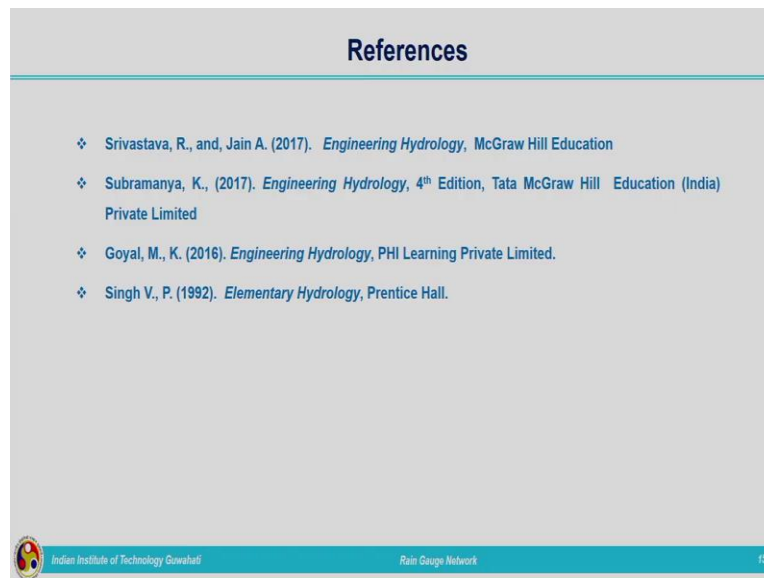 References
❖ Srivastava, R., and, Jain A. (2017). Engineering Hydrology, McGraw Hill Education
❖ Subramanya, K., (2017). Engineering Hydrology, 4th Edition, Tata McGraw Hill Education (India)
Private Limited
❖ Goyal, M., K. (2016). Engineering Hydrology, PHI Learning Private Limited.
❖ Singh V., P. (1992). Elementary Hydrology, Prentice Hall.
Indian Institute of Technology Guwahati
Rain Gauge Network